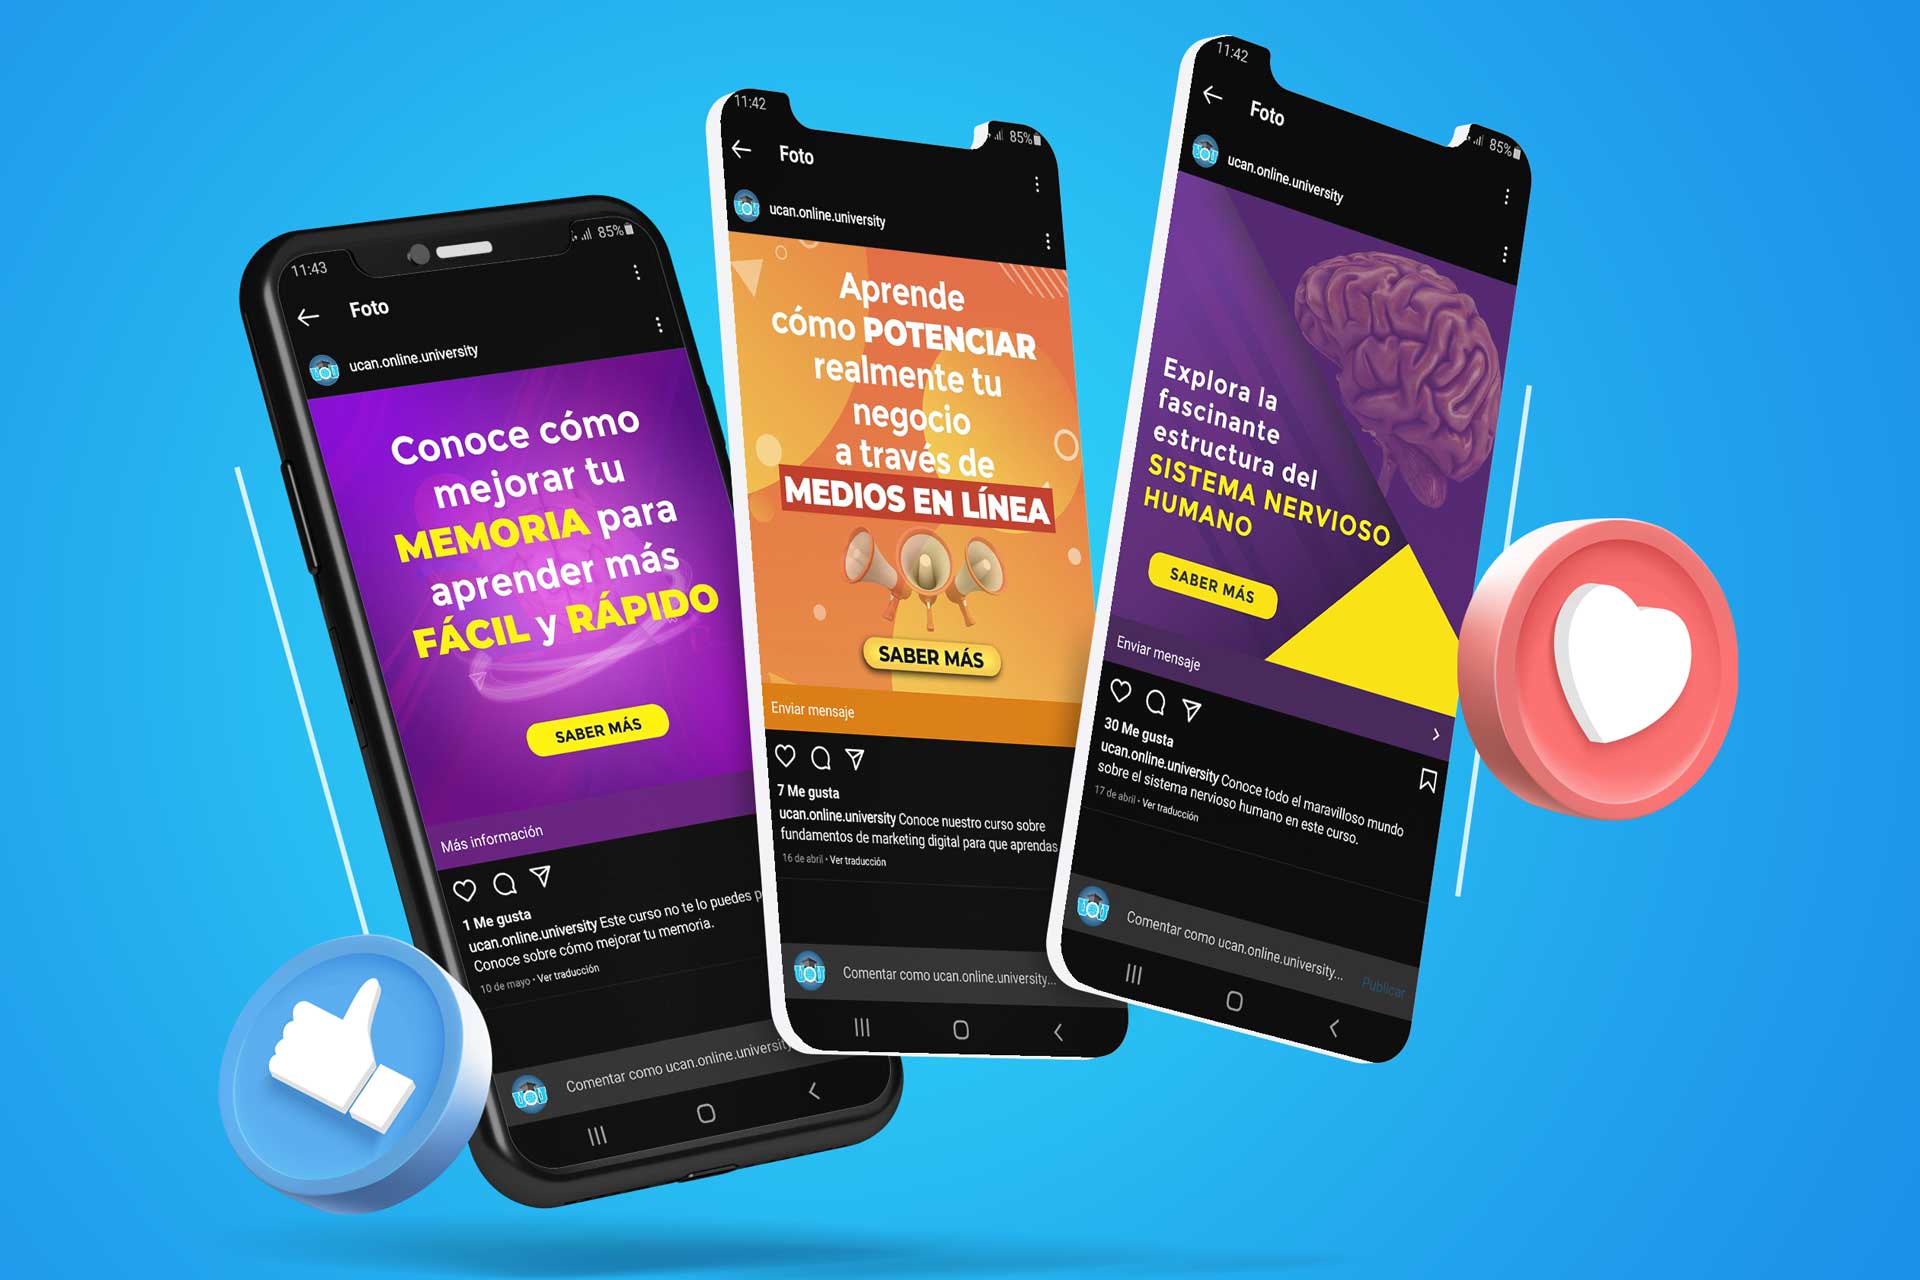 11:43
85%
Foto
ucan.online.university
Conoce cómo
mejorar tu
MEMORIA para
aprender más
FÁCIL y RÁPIDO
SABER MÁS
Más información
1 Me gusta
ucan.online.university Este curso no te lo puedes
Conoce sobre cómo mejorar tu memoria.
10 de mayo • Ver traducción
UOU
Comentar como ucan.online.university
11:42
85%
Foto
UOU
ucan.online.university
Aprende
cómo POTENCIAR
realmente tu
negocio
a través de
MEDIOS EN LÍNEA
SABER MÁS
Enviar mensaje
7 Me gusta
ucan.online.university Conoce nuestro curso sobre
fundamentos de marketing digital para que aprendas
16 de abril • Ver traducción
UOU
Comentar como ucan.online.university...
11:42
85%
Foto
UOU
ucan.online.university
Explora la
fascinante
estructura del
SISTEMA NERVIOSO
HUMANO
SABER MÁS
Enviar mensaje
30 Me gusta
ucan.online.university Conoce todo el maravilloso mundo
sobre el sistema nervioso humano en este curso.
17 de abril • Ver traducción
UOU
Comentar como ucan.online.university...
Publicar